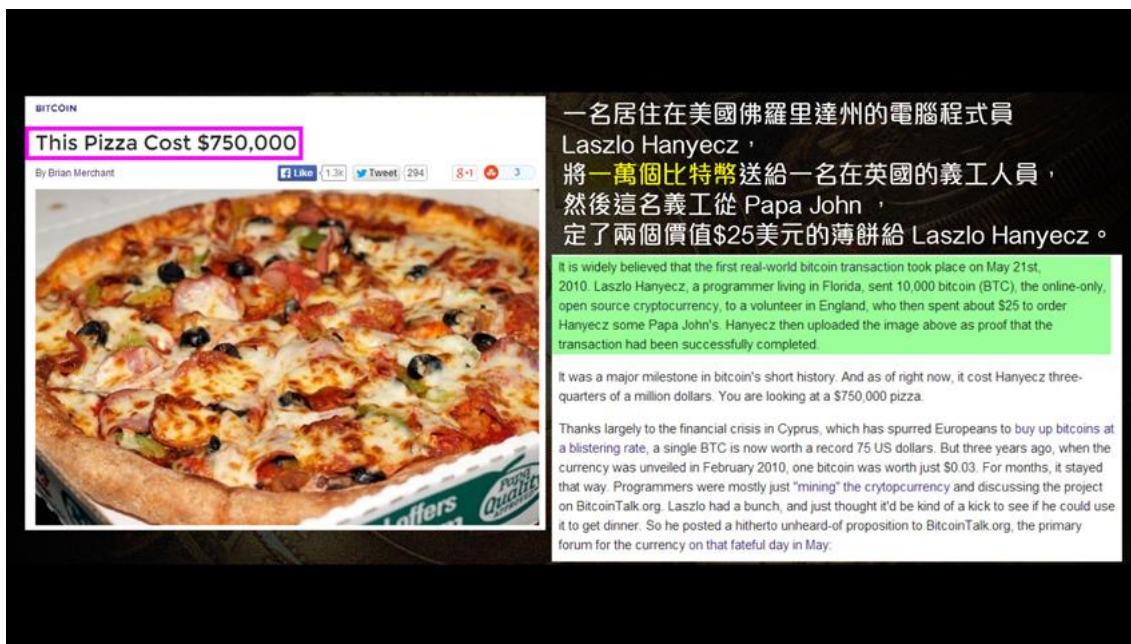 BITCOIN
This Pizza Cost $750,000
By Brian Merchant
Like 1.3k Tweet 294 8+1 3
offers
Papa
Quality
一名居住在美國佛羅里達州的電腦程式員
Laszlo Hanyecz，
將一萬個比特幣送給一名在英國的義工人員，
然後這名義工從 Papa John ，
定了兩個價值$25美元的薄餅給 Laszlo Hanyecz。
It is widely believed that the first real-world bitcoin transaction took place on May 21st,
2010. Laszlo Hanyecz, a programmer living in Florida, sent 10,000 bitcoin (BTC), the online-only,
open source cryptocurrency, to a volunteer in England, who then spent about $25 to order
Hanyecz some Papa John's. Hanyecz then uploaded the image above as proof that the
transaction had been successfully completed.
It was a major milestone in bitcoin's short history. And as of right now, it cost Hanyecz three-
quarters of a million dollars. You are looking at a $750,000 pizza.
Thanks largely to the financial crisis in Cyprus, which has spurred Europeans to buy up bitcoins at
a blistering rate, a single BTC is now worth a record 75 US dollars. But three years ago, when the
currency was unveiled in February 2010, one bitcoin was worth just $0.03. For months, it stayed
that way. Programmers were mostly just "mining" the crytopcurrency and discussing the project
on BitcoinTalk.org. Laszlo had a bunch, and just thought it'd be kind of a kick to see if he could use
it to get dinner. So he posted a hitherto unheard-of proposition to BitcoinTalk.org, the primary
forum for the currency on that fateful day in May: